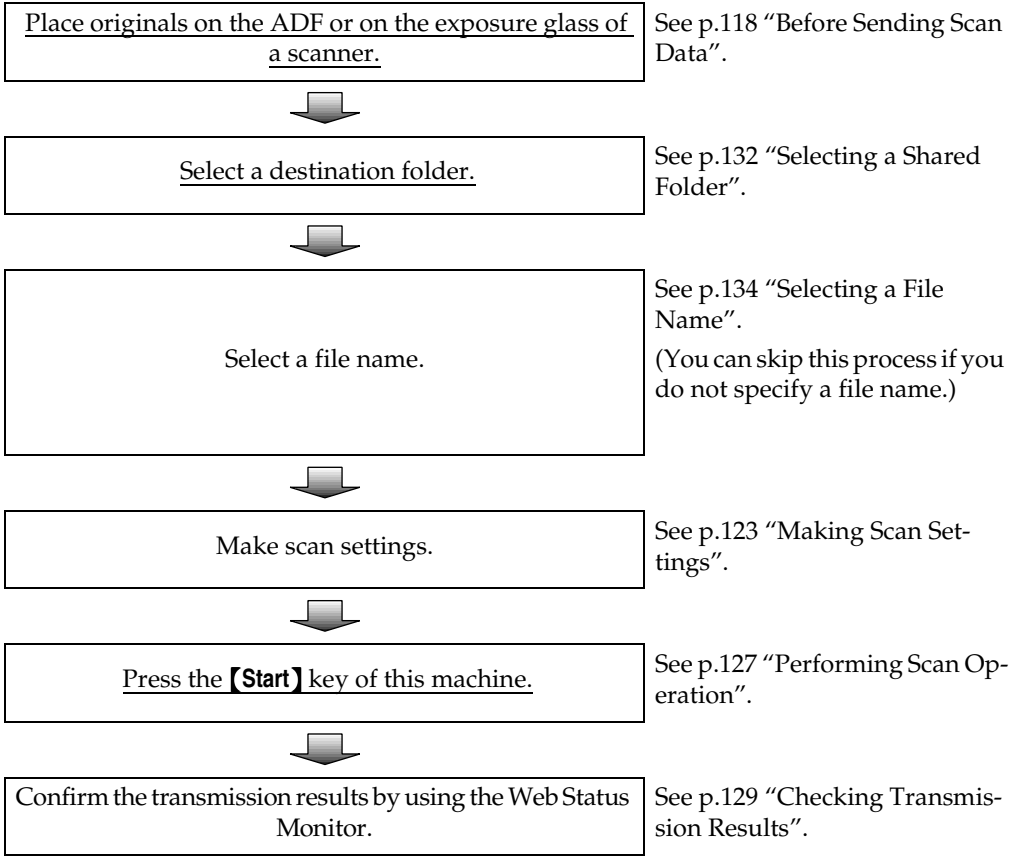 Place originals on the ADF or on the exposure glass of
a scanner.
See p.118 “Before Sending Scan
Data”.
Select a destination folder.
See p.132 “Selecting a Shared
Folder”.
Select a file name.
See p.134 “Selecting a File
Name”.
(You can skip this process if you
do not specify a file name.)
Make scan settings.
See p.123 “Making Scan Set-
tings”.
Press the 【Start】 key of this machine.
See p.127 “Performing Scan Op-
eration”.
Confirm the transmission results by using the Web Status
Monitor.
See p.129 “Checking Transmis-
sion Results”.